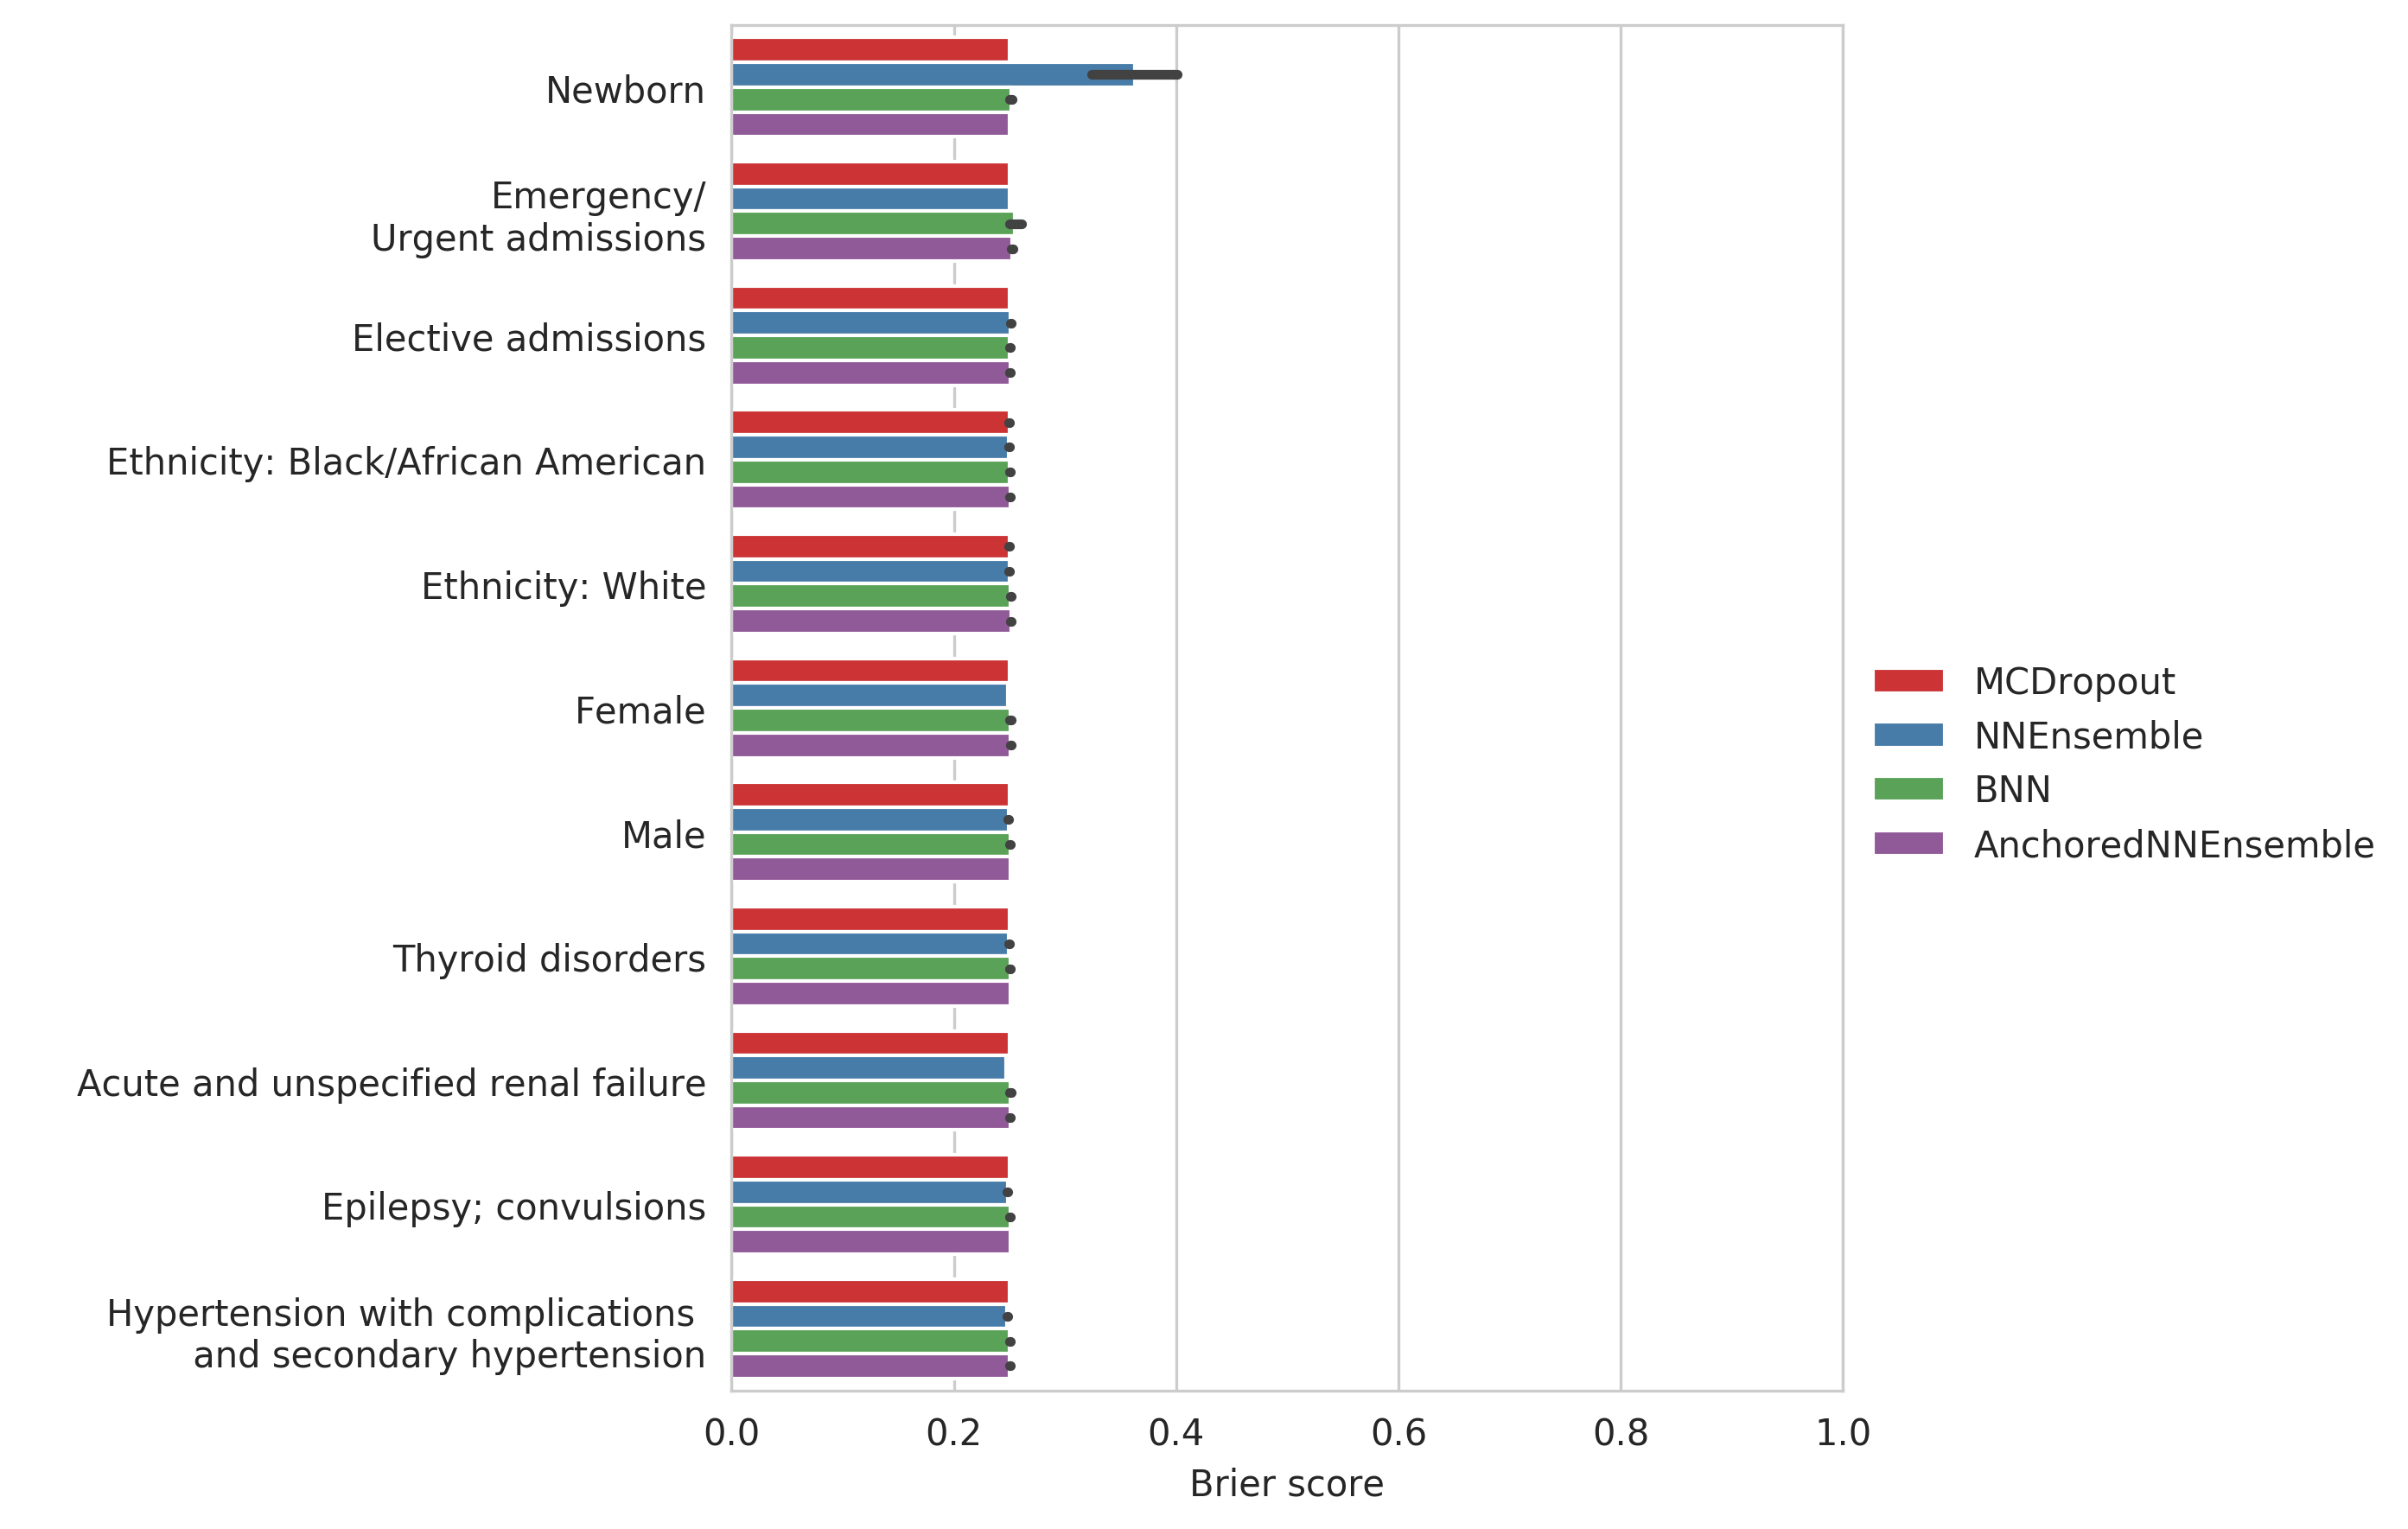 Newborn
Emergency/
Urgent admissions
Elective admissions
Ethnicity: Black/African American
Ethnicity: White
Female
Male
Thyroid disorders
Acute and unspecified renal failure
Epilepsy; convulsions
Hypertension with complications
and secondary hypertension
0.0 0.2 0.4 0.6 0.8 1.0
Brier score
MCDropout
NNEnsemble
BNN
AnchoredNNEnsemble